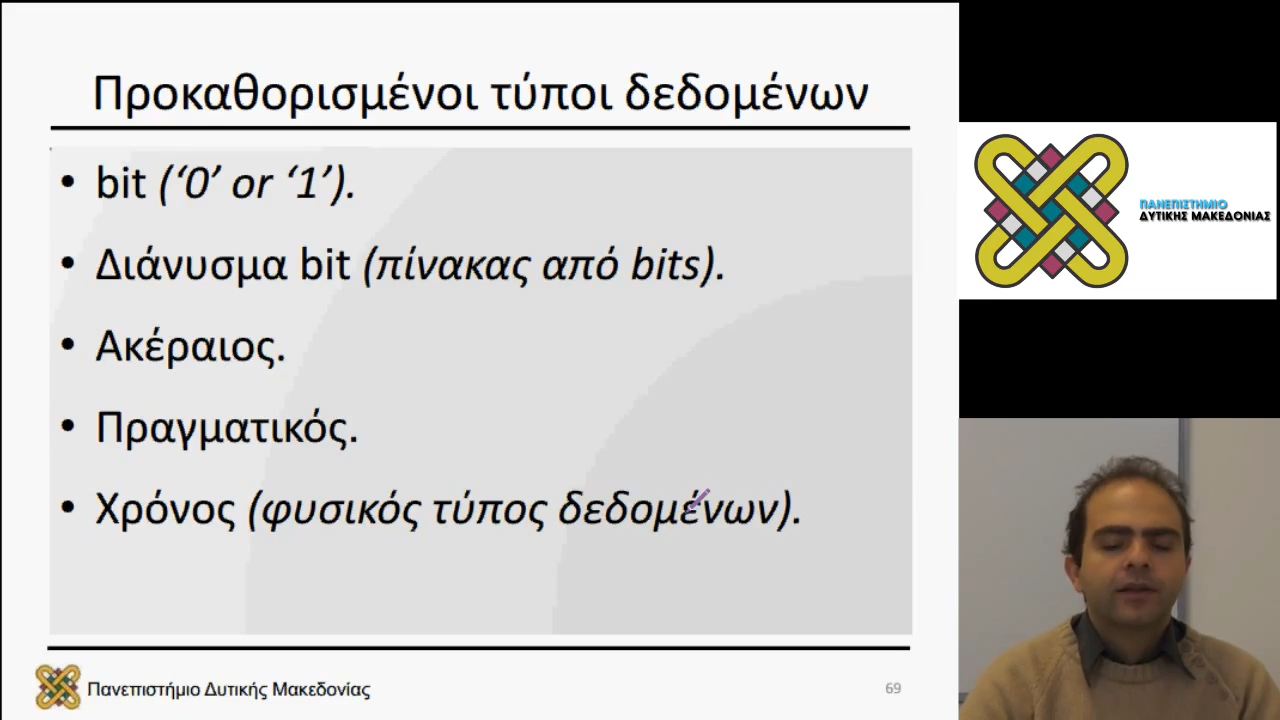 Προκαθορισμένοι τύποι δεδομένων
• bit (‘0’ or ‘1’).
• Διάνυσμα bit (πίνακας από bits).
• Ακέραιος.
• Πραγματικός.
• Χρόνος (φυσικός τύπος δεδομένων).
Πανεπιστήμιο Δυτικής Μακεδονίας
69
ΠΑΝΕΠΙΣΤΗΜΙΟ
ΔΥΤΙΚΗΣ ΜΑΚΕΔΟΝΙΑΣ